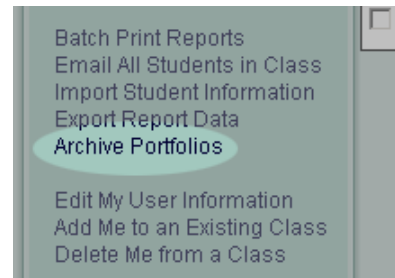 Batch Print Reports
Email All Students in Class
Import Student Information
Export Report Data
Archive Portfolios
Edit My User Information
Add Me to an Existing Class
Delete Me from a Class